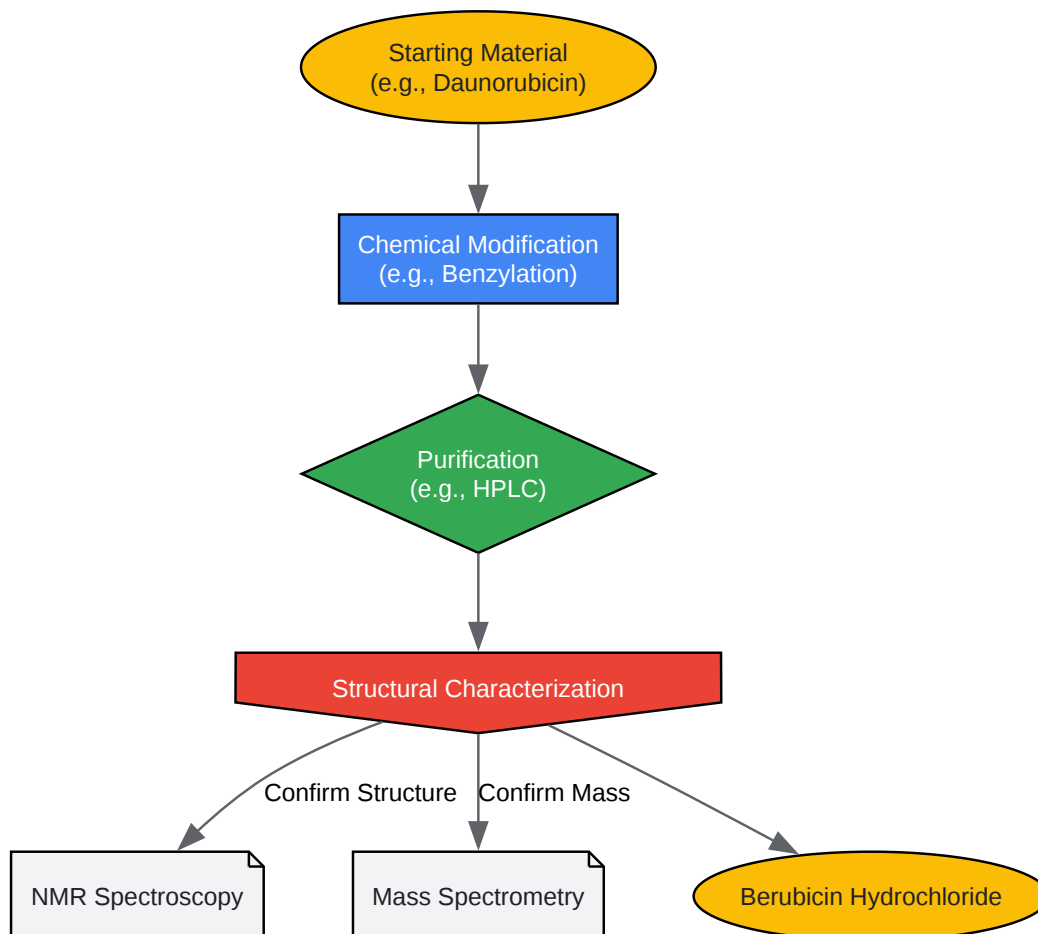 Starting Material
(e.g., Daunorubicin)
Chemical Modification
(e.g., Benzylation)
Purification
(e.g., HPLC)
Structural Characterization
Confirm Structure
Confirm Mass
NMR Spectroscopy
Mass Spectrometry
Berubicin Hydrochloride